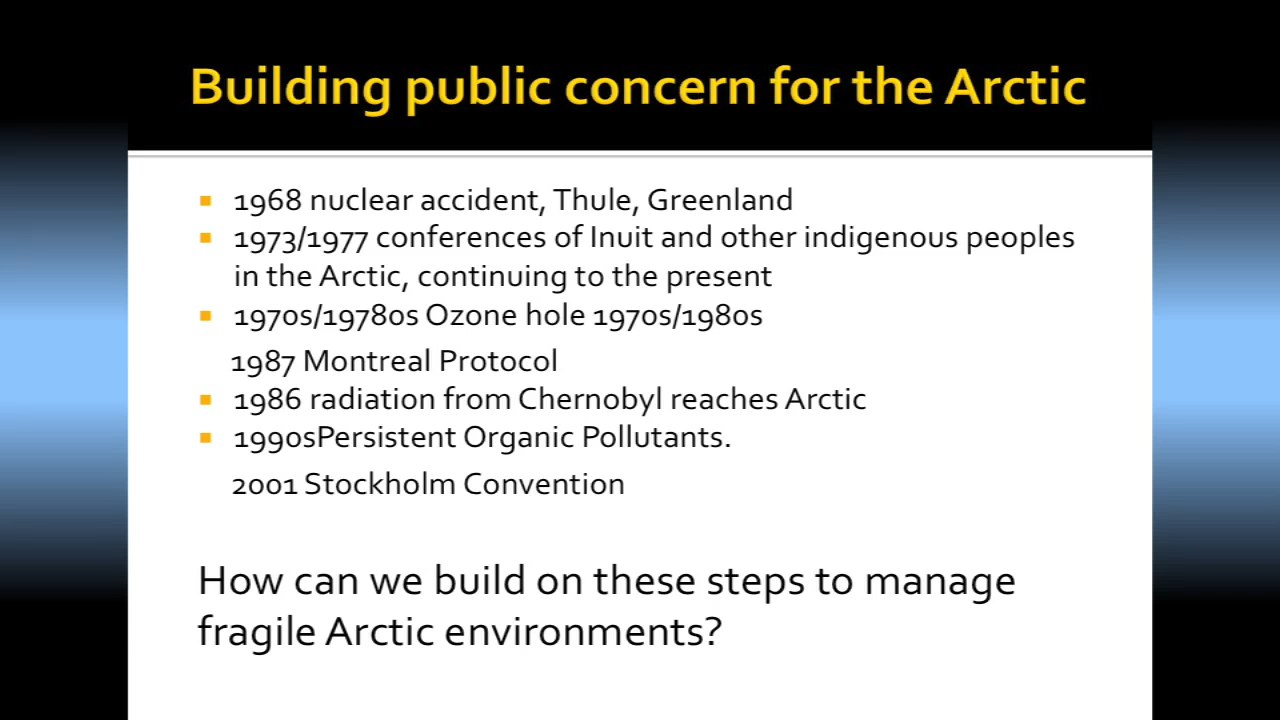 Building public concern for the Arctic
1968 nuclear accident, Thule, Greenland
1973/1977 conferences of Inuit and other indigenous peoples
in the Arctic, continuing to the present
1970s/19780s Ozone hole 1970s/1980s
1987 Montreal Protocol
1986 radiation from Chernobyl reaches Arctic
1990sPersistent Organic Pollutants.
2001 Stockholm Convention
How can we build on these steps to manage
fragile Arctic environments?